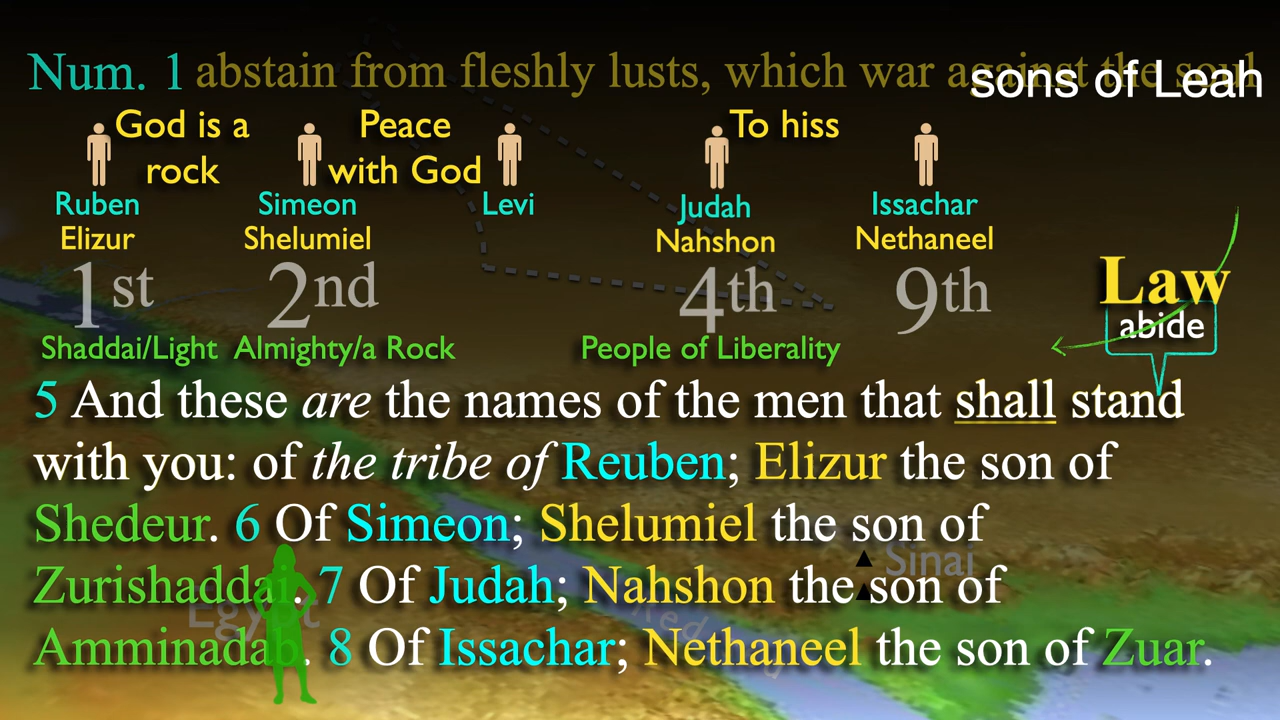 Num. 1 abstain from fleshly lusts, which war against the soul
sons of Leah
God is a rock
Peace with God
To hiss
Ruben Simeon Levi Judah Issachar
Elizur Shelumiel Nahshon Nethaneel
1st 2nd 4th 9th
Law
abide
Shaddai/Light Almighty/a Rock People of Liberality
5 And these are the names of the men that shall stand
with you: of the tribe of Reuben; Elizur the son of
Shedeur. 6 Of Simeon; Shelumiel the son of
Zurishaddai. 7 Of Judah; Nahshon the son of
Amminadab. 8 Of Issachar; Nethaneel the son of Zuar.
Sinai
Egypt
Red